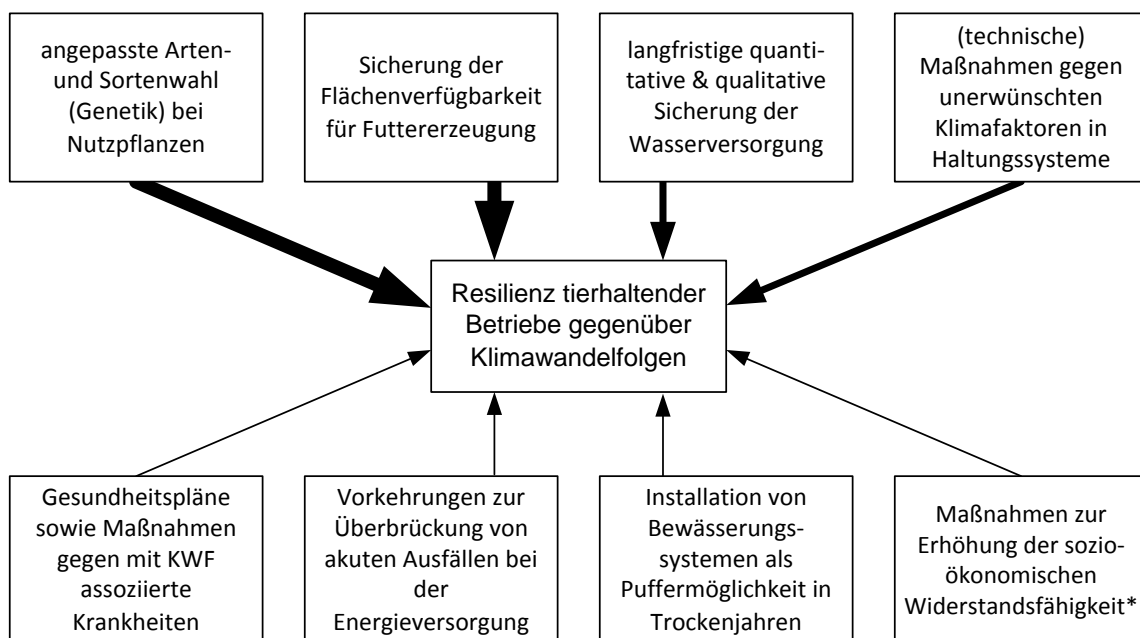 angepasste Arten-
und Sortenwahl
(Genetik) bei
Nutzpflanzen
Sicherung der
Flächenverfügbarkeit
für Futtererzeugung
langfristige quanti-
tative & qualitative
Sicherung der
Wasserversorgung
(technische)
Maßnahmen gegen
unerwünschten
Klimafaktoren in
Haltungssysteme
Resilienz tierhaltender
Betriebe gegenüber
Klimawandelfolgen
Gesundheitspläne
sowie Maßnahmen
gegen mit KWF
assoziierte
Krankheiten
Vorkehrungen zur
Überbrückung von
akuten Ausfällen bei
der
Energieversorgung
Installation von
Bewässerungs-
systemen als
Puffermöglichkeit in
Trockenjahren
Maßnahmen zur
Erhöhung der sozio-
ökonomischen
Widerstandsfähigkeit*